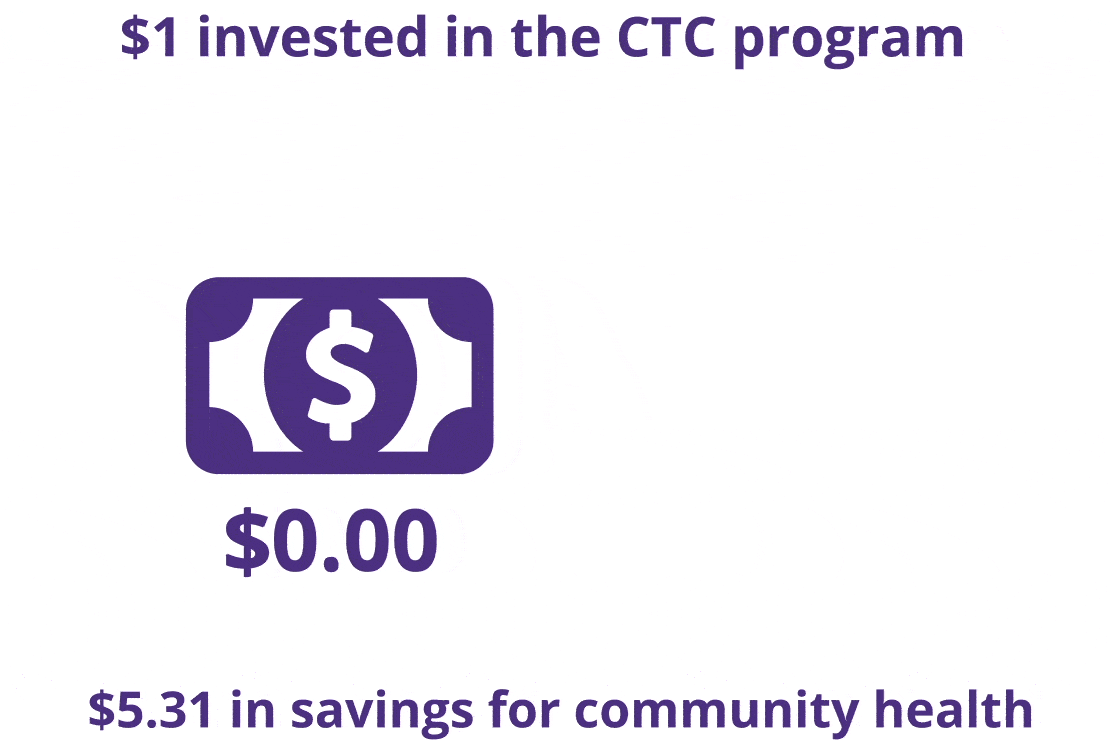 $1 invested in the CTC program
$
$0.00
$5.31 in savings for community health